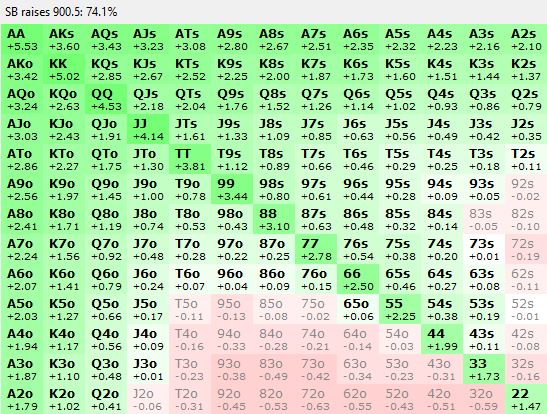 SB raises 900.5: 74.1%
AA AKs AQs AJs ATs A9s A8s A7s A6s A5s A4s A3s A2s
+5.53 +3.60 +3.43 +3.23 +3.08 +2.80 +2.67 +2.51 +2.35 +2.32 +2.23 +2.16 +2.10
AKo KK KQs KJs KTs K9s K8s K7s K6s K5s K4s K3s K2s
+3.42 +5.02 +2.85 +2.67 +2.52 +2.25 +2.00 +1.87 +1.73 +1.60 +1.51 +1.44 +1.37
AQo KQo QQ QJs QTs Q9s Q8s Q7s Q6s Q5s Q4s Q3s Q2s
+3.24 +2.63 +4.53 +2.18 +2.04 +1.76 +1.52 +1.26 +1.14 +1.02 +0.93 +0.86 +0.79
AJo KJo QJo JJ JTs J9s J8s J7s J6s J5s J4s J3s J2s
+3.03 +2.43 +1.91 +4.14 +1.61 +1.33 +1.09 +0.85 +0.63 +0.56 +0.49 +0.42 +0.35
ATo KTo QTo JTo TT T9s T8s T7s T6s T5s T4s T3s T2s
+2.86 +2.27 +1.75 +1.30 +3.81 +1.12 +0.89 +0.66 +0.46 +0.29 +0.25 +0.18 +0.11
A9o K9o Q9o J9o T9o 99 98s 97s 96s 95s 94s 93s 92s
+2.56 +1.97 +1.45 +1.00 +0.78 +3.44 +0.80 +0.61 +0.44 +0.28 +0.09 +0.05 -0.02
A8o K8o Q8o J8o T8o 98o 88 87s 86s 85s 84s 83s 82s
+2.41 +1.71 +1.19 +0.74 +0.53 +0.43 +3.10 +0.63 +0.48 +0.32 +0.14 -0.05 -0.10
A7o K7o Q7o J7o T7o 97o 87o 77 76s 75s 74s 73s 72s
+2.24 +1.56 +0.92 +0.48 +0.28 +0.22 +0.25 +2.78 +0.54 +0.38 +0.20 +0.01 -0.19
A6o K6o Q6o J6o T6o 96o 86o 76o 66 65s 64s 63s 62s
+2.07 +1.41 +0.79 +0.24 +0.07 +0.04 +0.09 +0.15 +2.50 +0.46 +0.27 +0.08 -0.11
A5o K5o Q5o J5o T5o 95o 85o 75o 65o 55 54s 53s 52s
+2.03 +1.27 +0.66 +0.17 -0.11 -0.13 -0.08 -0.02 +0.06 +2.25 +0.38 +0.19 -0.01
A4o K4o Q4o J4o T4o 94o 84o 74o 64o 54o 44 43s 42s
+1.94 +1.17 +0.56 +0.09 -0.16 -0.33 -0.28 -0.21 -0.14 -0.03 +1.99 +0.11 -0.08
A3o K3o Q3o J3o T3o 93o 83o 73o 63o 53o 43o 33 32s
+1.87 +1.10 +0.48 +0.01 -0.23 -0.38 -0.49 -0.42 -0.34 -0.23 -0.31 +1.73 -0.16
A2o K2o Q2o J2o T2o 92o 82o 72o 62o 52o 42o 32o 22
+1.79 +1.02 +0.41 -0.06 -0.31 -0.45 -0.53 -0.63 -0.55 -0.43 -0.51 -0.59 +1.47